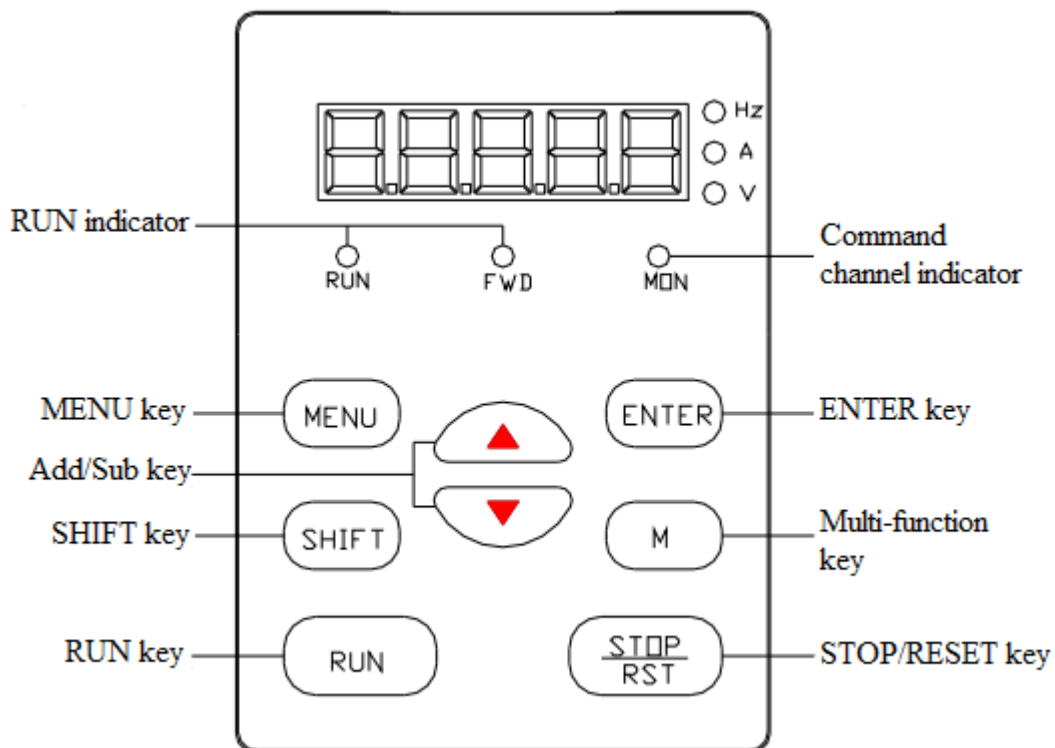 Hz
A
V
RUN indicator
RUN
FWD
MON
Command
channel indicator
MENU key
MENU
ENTER
ENTER key
Add/Sub key
SHIFT key
SHIFT
M
Multi-function
key
RUN key
RUN
STOP
RST
STOP/RESET key